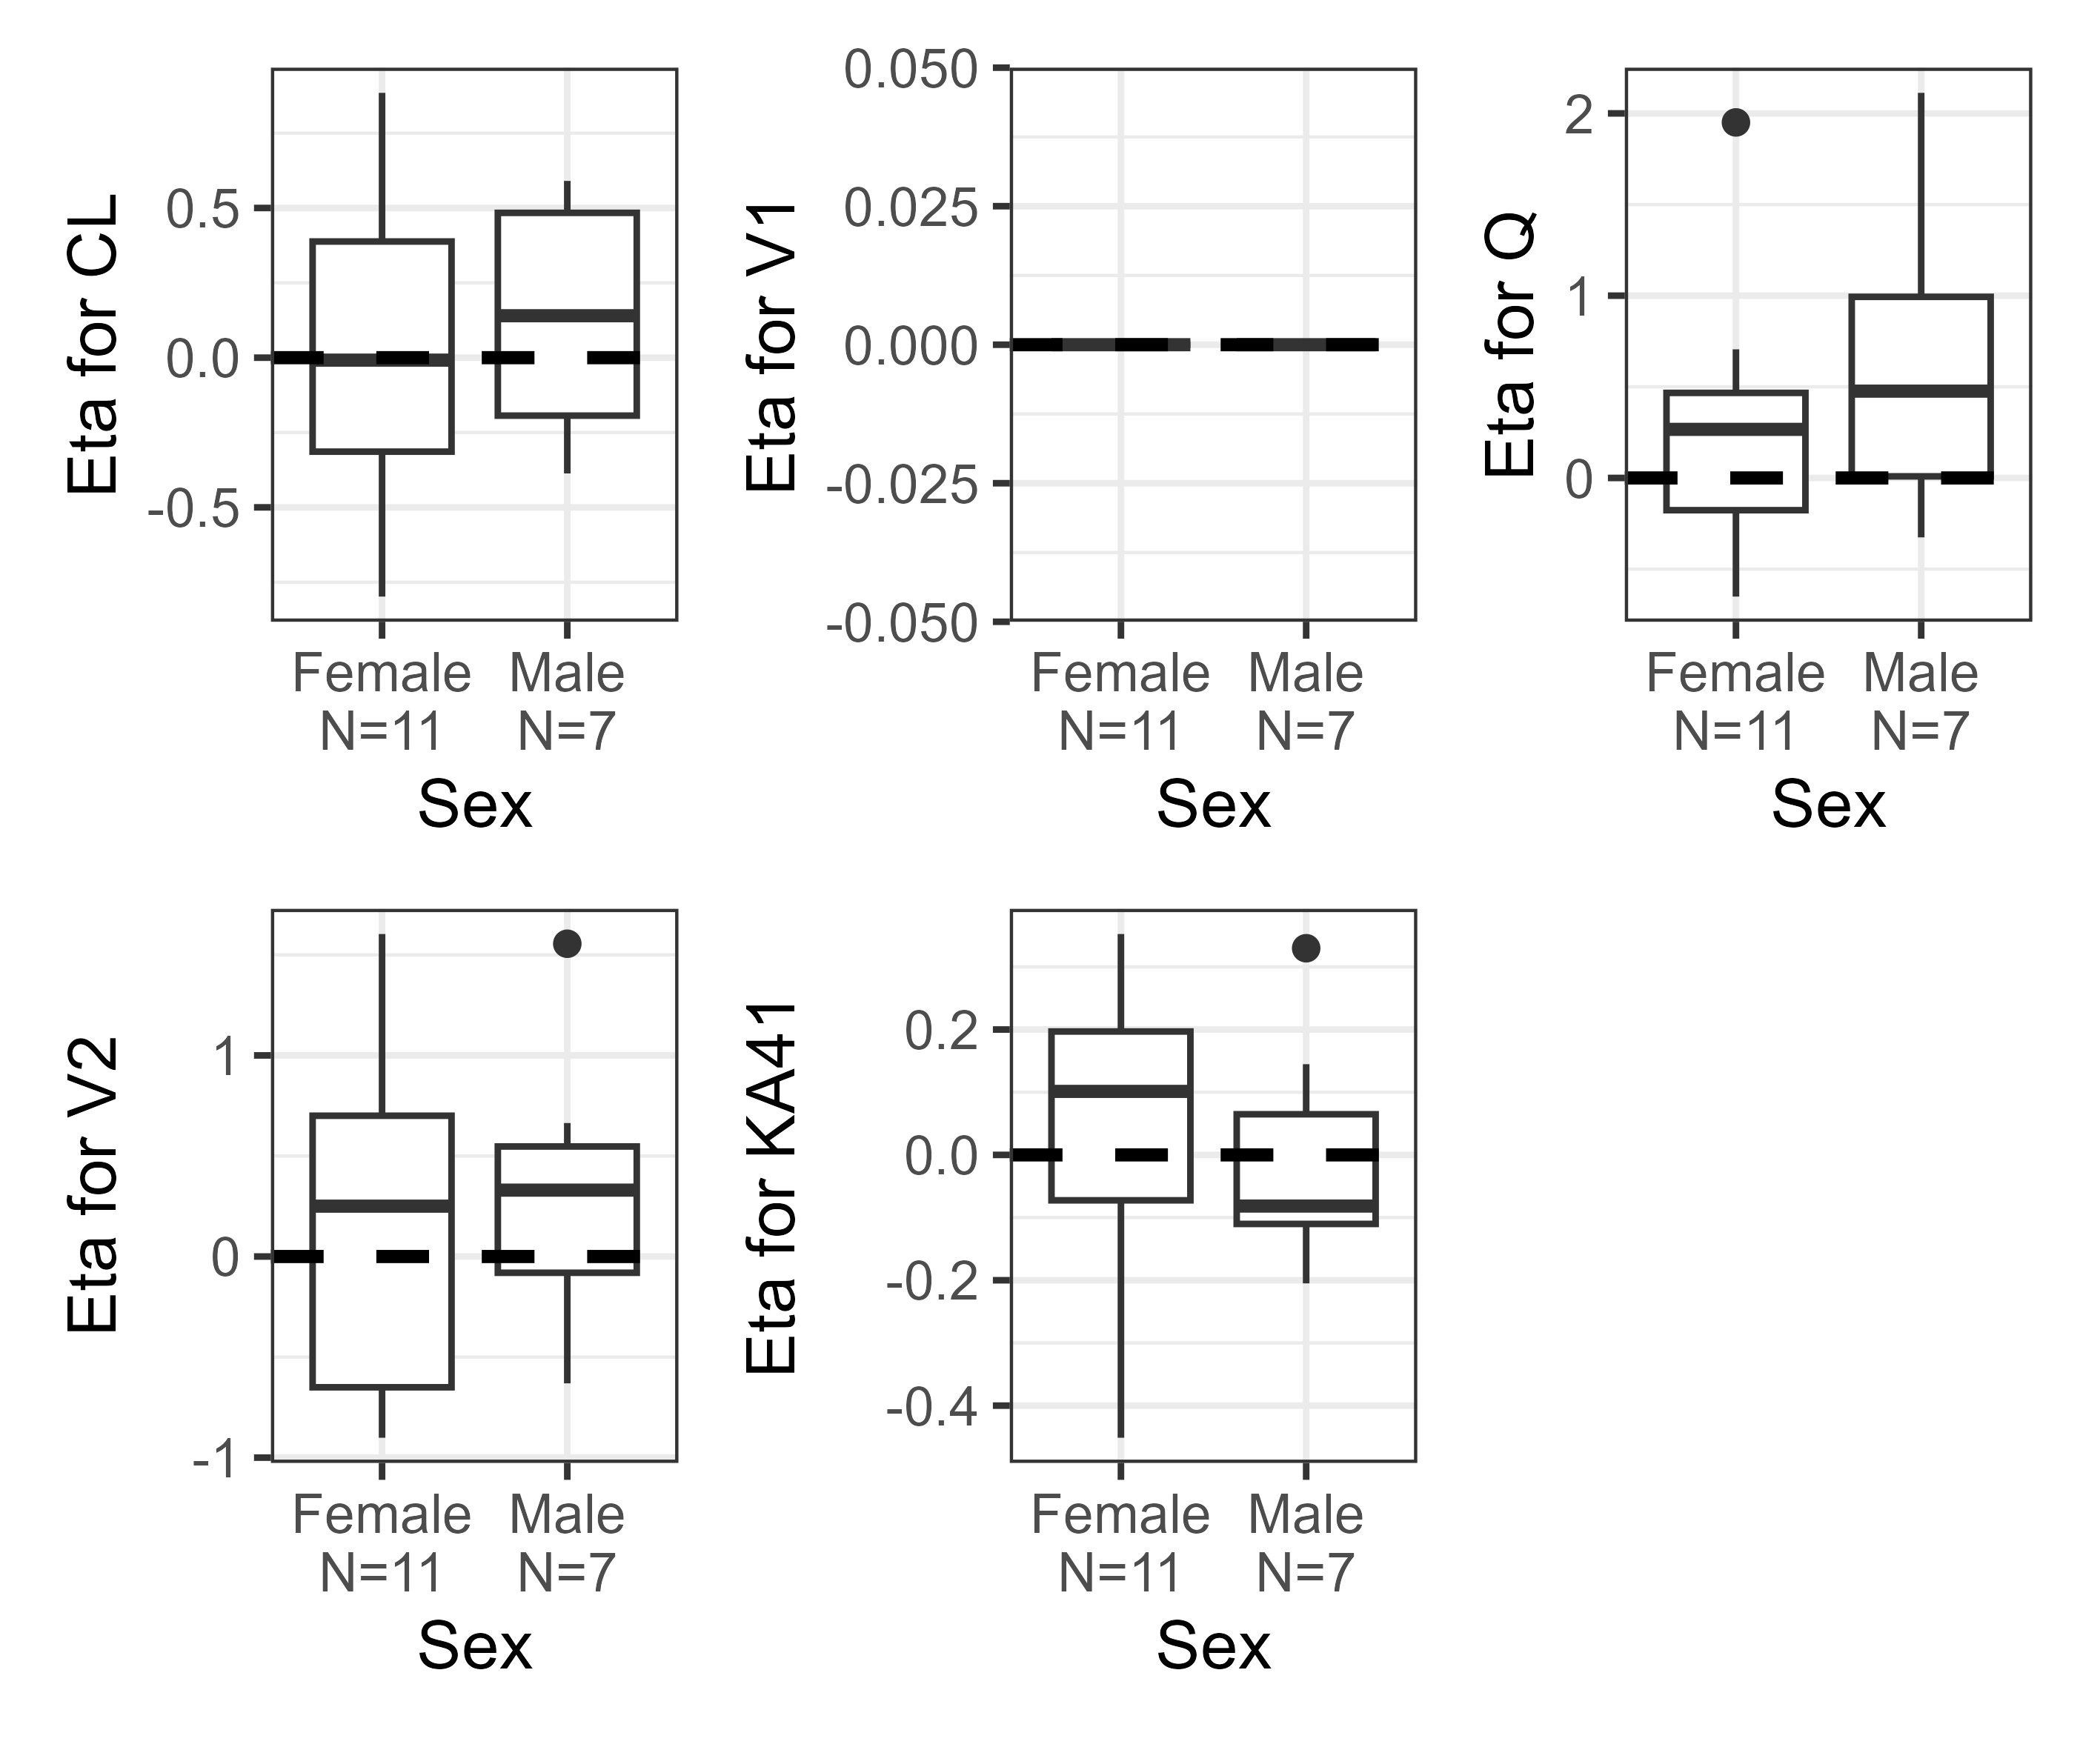 Eta for CL
0.5
0.0
-0.5
Female Male
N=11 N=7
Sex
Eta for V1
0.050
0.025
0.000
-0.025
-0.050
Female Male
N=11 N=7
Sex
Eta for Q
2
1
0
Female Male
N=11 N=7
Sex
Eta for V2
1
0
-1
Female Male
N=11 N=7
Sex
Eta for KA41
0.2
0.0
-0.2
-0.4
Female Male
N=11 N=7
Sex